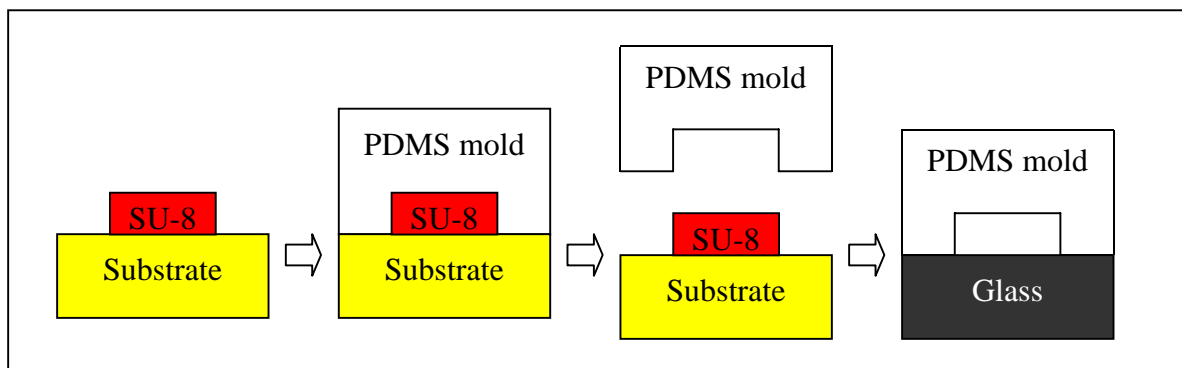 SU-8
Substrate
PDMS mold
SU-8
Substrate
PDMS mold
SU-8
Substrate
PDMS mold
Glass